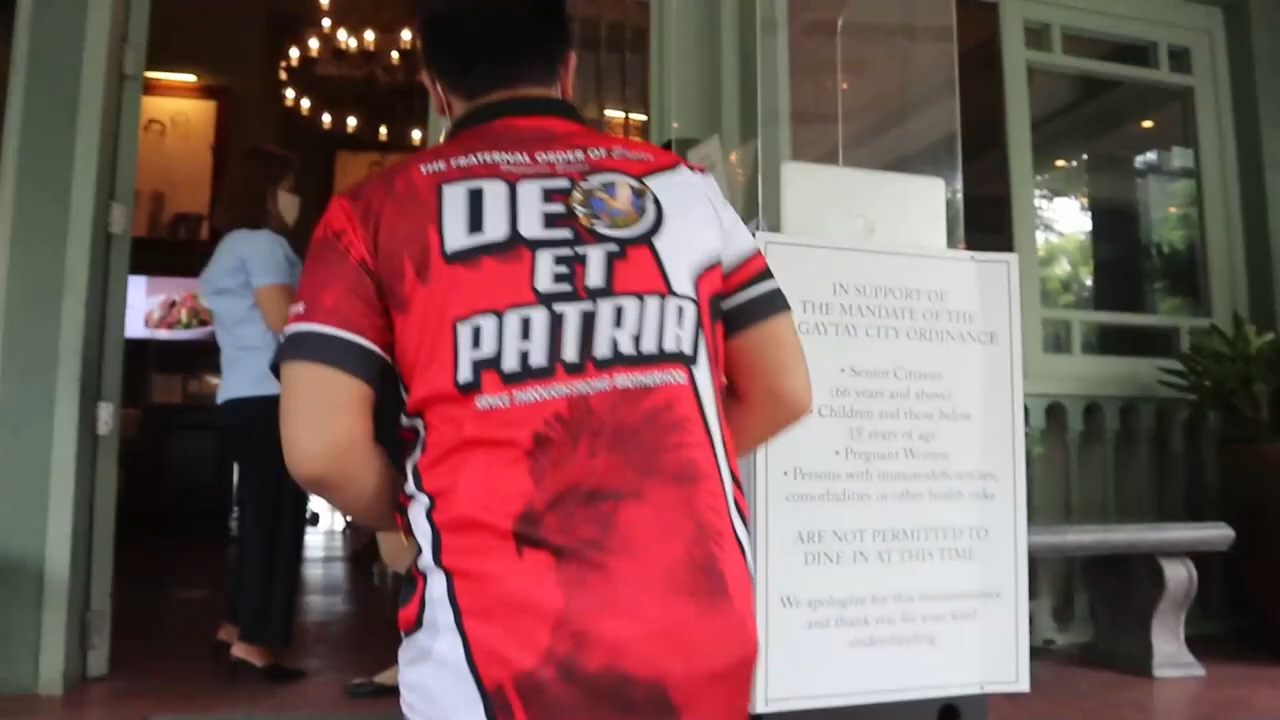 THE FRATERNAL ORDER OF
DEO
ET
PATRIA
IN SUPPORT OF
THE MANDATE OF THE
GAYTAY CITY ORDINANCE
• Senior Citizens
(66 years and above)
• Children and those below
18 years of age
• Pregnant Women
• Persons with immunodeficiencies,
comorbidities or other health risks
ARE NOT PERMITTED TO
DINE-IN AT THIS TIME
We apologize for this inconvenience
and thank you for your kind
understanding